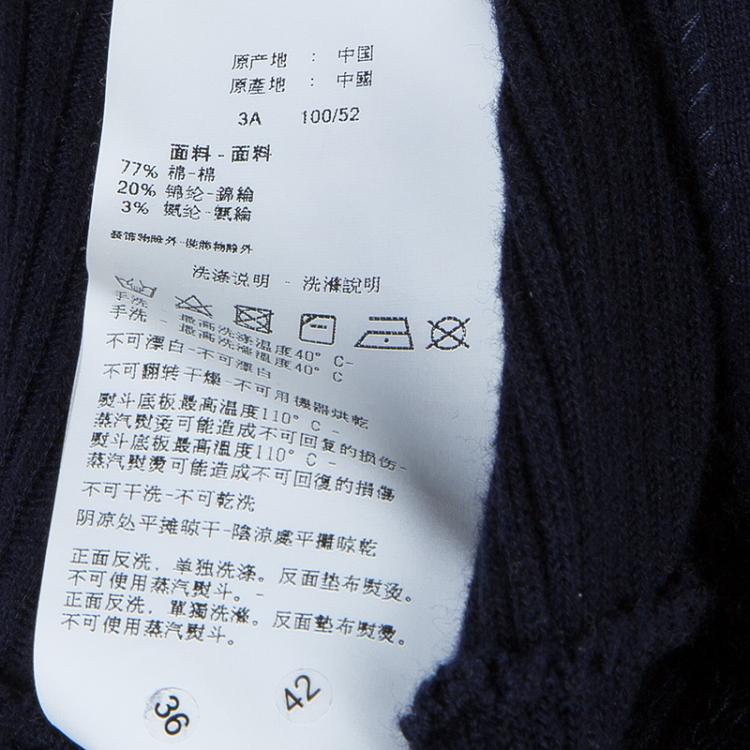 原产地 : 中国
原產地 : 中國
3A 100/52
面料-面料
77% 棉-棉
20% 锦纶-錦綸
3% 氨纶-氨綸
装饰物除外-裝飾物除外
洗涤说明 - 洗滌說明
手洗
手洗 - 最高洗涤温度40° C-
最高洗滌溫度40° C
不可漂白-不可漂白
不可翻转干燥-不可用機器烘乾
熨斗底板最高温度110° C -
蒸汽熨烫可能造成不可回复的损伤-
熨斗底板最高溫度110° C -
蒸汽熨燙可能造成不可回復的損傷
不可干洗-不可乾洗
阴凉处平摊晾干-陰涼處平攤晾乾
正面反洗，单独洗涤。反面垫布熨烫。
不可使用蒸汽熨斗。-
正面反洗，單獨洗滌。反面墊布熨燙。
不可使用蒸汽熨斗。
36
42